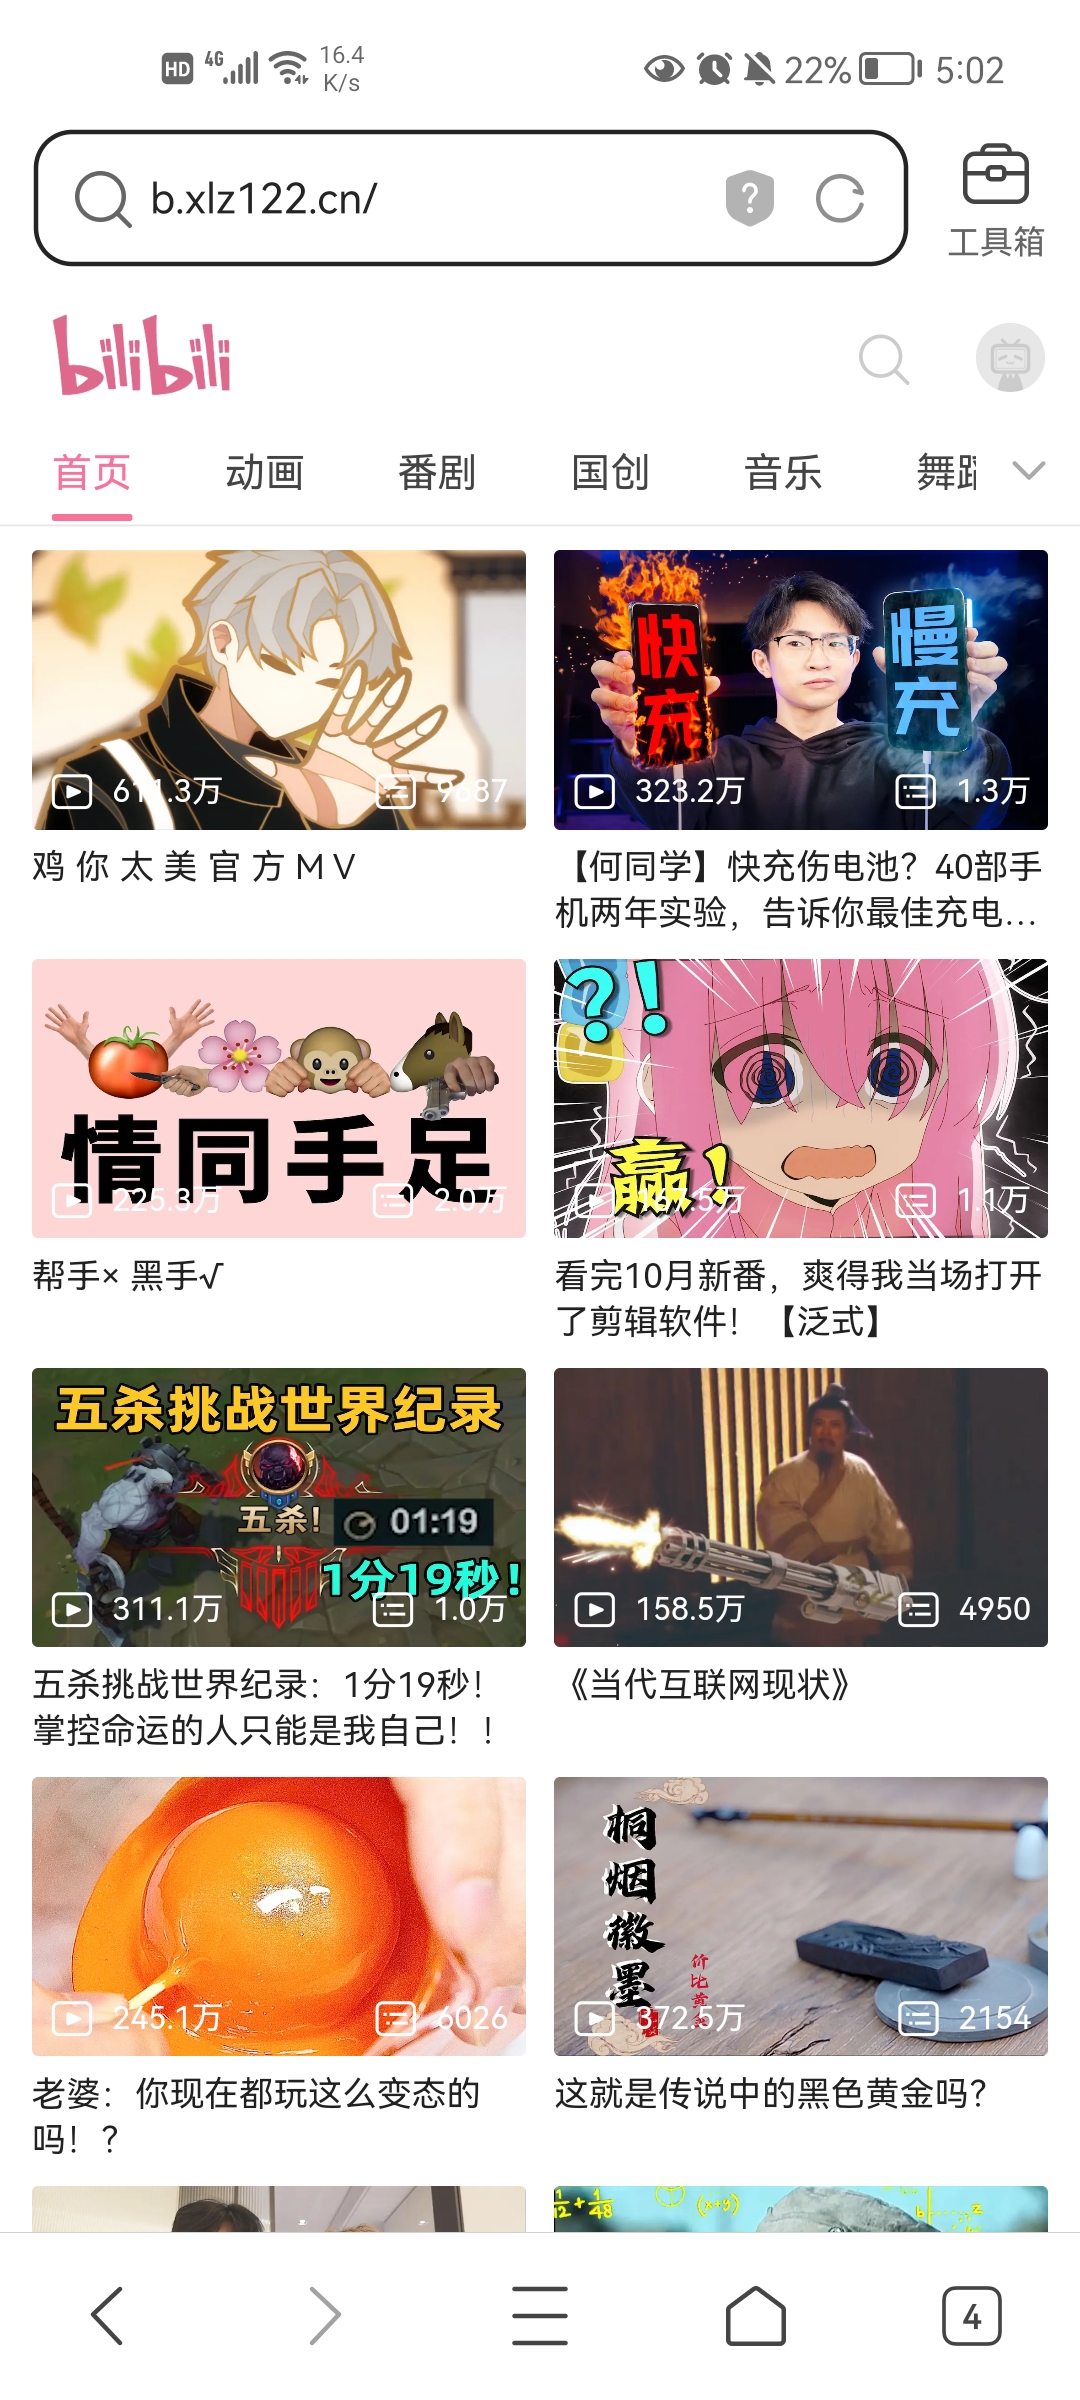 HD 4G 16.4 K/s 22% 5:02
b.xlz122.cn/
工具箱
bilibili
首页 动画 番剧 国创 音乐 舞蹈
快充
慢充
611.3万 9687
323.2万 1.3万
鸡 你 太 美 官 方 M V
【何同学】快充伤电池？40部手
机两年实验，告诉你最佳充电...
?!
情同手足
赢！
225.3万 2.0万
1.1万
帮手× 黑手√
看完10月新番，爽得我当场打开
了剪辑软件！【泛式】
五杀挑战世界纪录
五杀！ 01:19
1分19秒！
311.1万 1.0万
158.5万 4950
五杀挑战世界纪录：1分19秒！
掌控命运的人只能是我自己！！
《当代互联网现状》
桐烟徽墨
价比黄
245.1万 6026
372.5万 2154
老婆：你现在都玩这么变态的
吗！？
这就是传说中的黑色黄金吗？
1/12 + 1/48 (x+y)
4